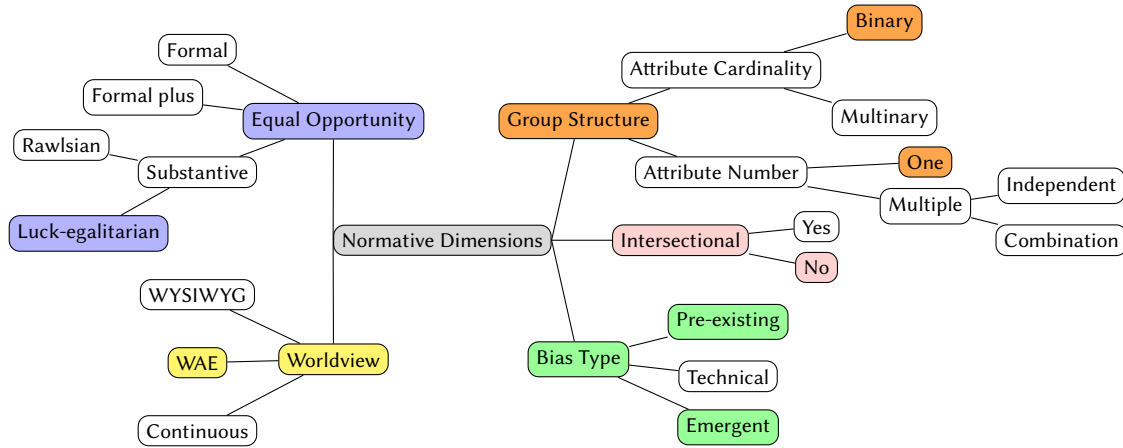 Normative Dimensions
Equal Opportunity
Formal
Formal plus
Substantive
Rawlsian
Luck-egalitarian
Worldview
WYSIWYG
WAE
Continuous
Group Structure
Attribute Cardinality
Binary
Multinary
Attribute Number
One
Multiple
Independent
Combination
Intersectional
Yes
No
Bias Type
Pre-existing
Technical
Emergent